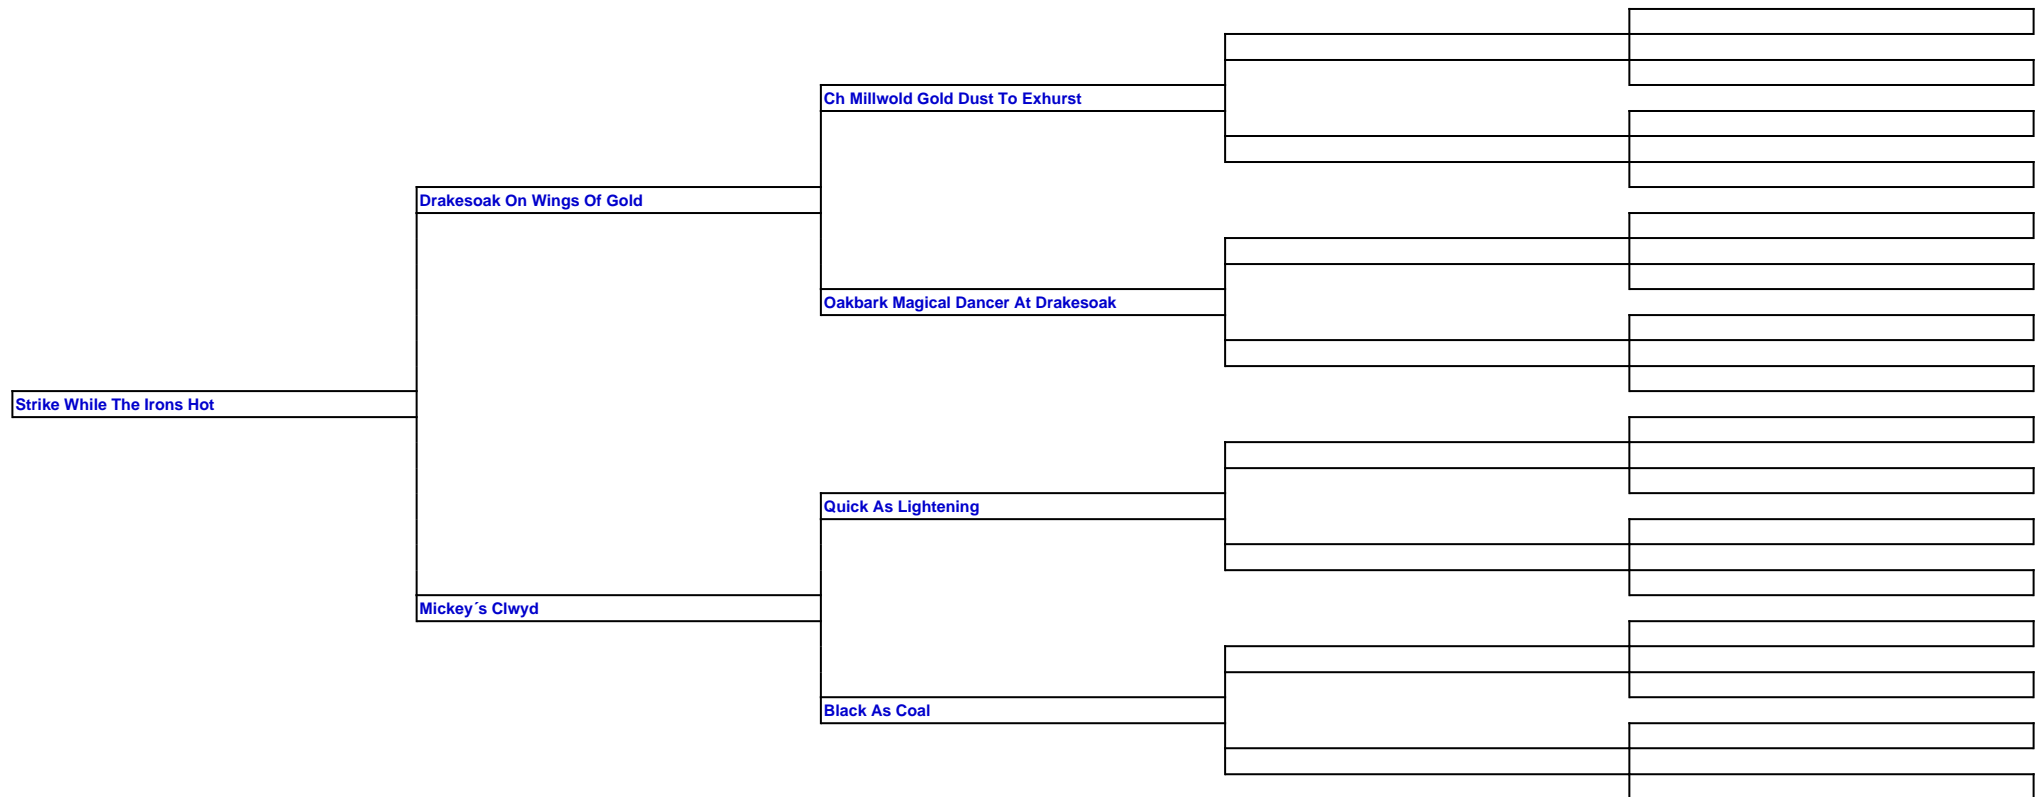 Ch Millwold Gold Dust To Exhurst
Drakesoak On Wings Of Gold
Oakbark Magical Dancer At Drakesoak
Strike While The Irons Hot
Quick As Lightening
Mickey´s Clwyd
Black As Coal